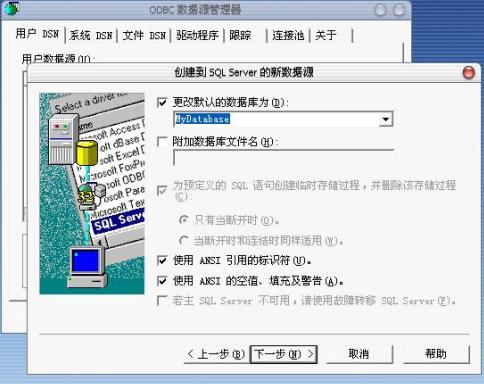 ODBC 数据源管理器
用户 DSN 系统 DSN 文件 DSN 驱动程序 跟踪 连接池 关于
用户数据源(U):
创建到 SQL Server 的新数据源
Select a driver for
Name
soft Access
soft dBase D
soft Excel D
soft FoxPro
soft ODBC
soft Para
Microsoft Tex
SQL Serve
32
更改默认的数据库为(D):
MyDatabase
附加数据库文件名(H):
为预定义的 SQL 语句创建临时存储过程，并删除该存储过程
(C):
只有当断开时(O)。
当断开时和连结时同样适用(W)。
使用 ANSI 引用的标识符(U)。
使用 ANSI 的空值、填充及警告(A)。
若主 SQL Server 不可用，请使用故障转移 SQL Server(F)。
< 上一步(B) 下一步(N) > 取消 帮助